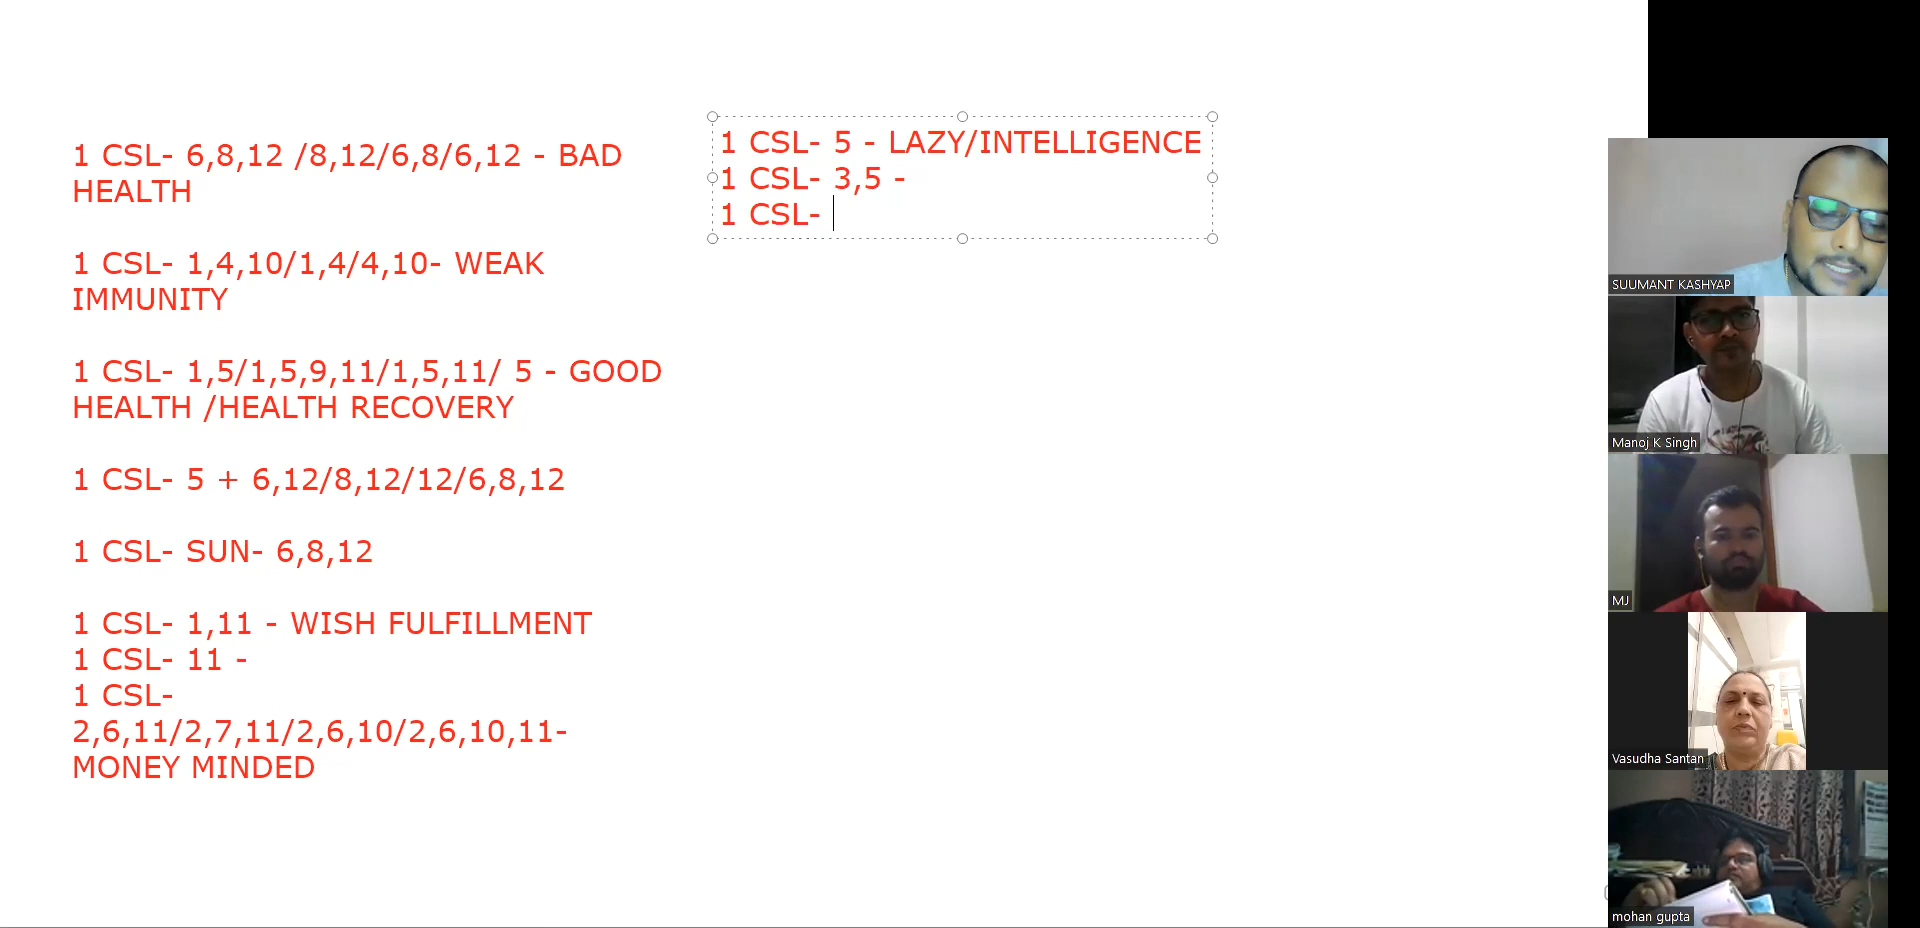 1 CSL- 6,8,12 /8,12/6,8/6,12 - BAD
HEALTH
1 CSL- 1,4,10/1,4/4,10- WEAK
IMMUNITY
1 CSL- 1,5/1,5,9,11/1,5,11/ 5 - GOOD
HEALTH /HEALTH RECOVERY
1 CSL- 5 + 6,12/8,12/12/6,8,12
1 CSL- SUN- 6,8,12
1 CSL- 1,11 - WISH FULFILLMENT
1 CSL- 11 -
1 CSL-
2,6,11/2,7,11/2,6,10/2,6,10,11-
MONEY MINDED
1 CSL- 5 - LAZY/INTELLIGENCE
1 CSL- 3,5 -
1 CSL-
SUUMANT KASHYAP
Manoj K Singh
MJ
Vasudha Santan
mohan gupta